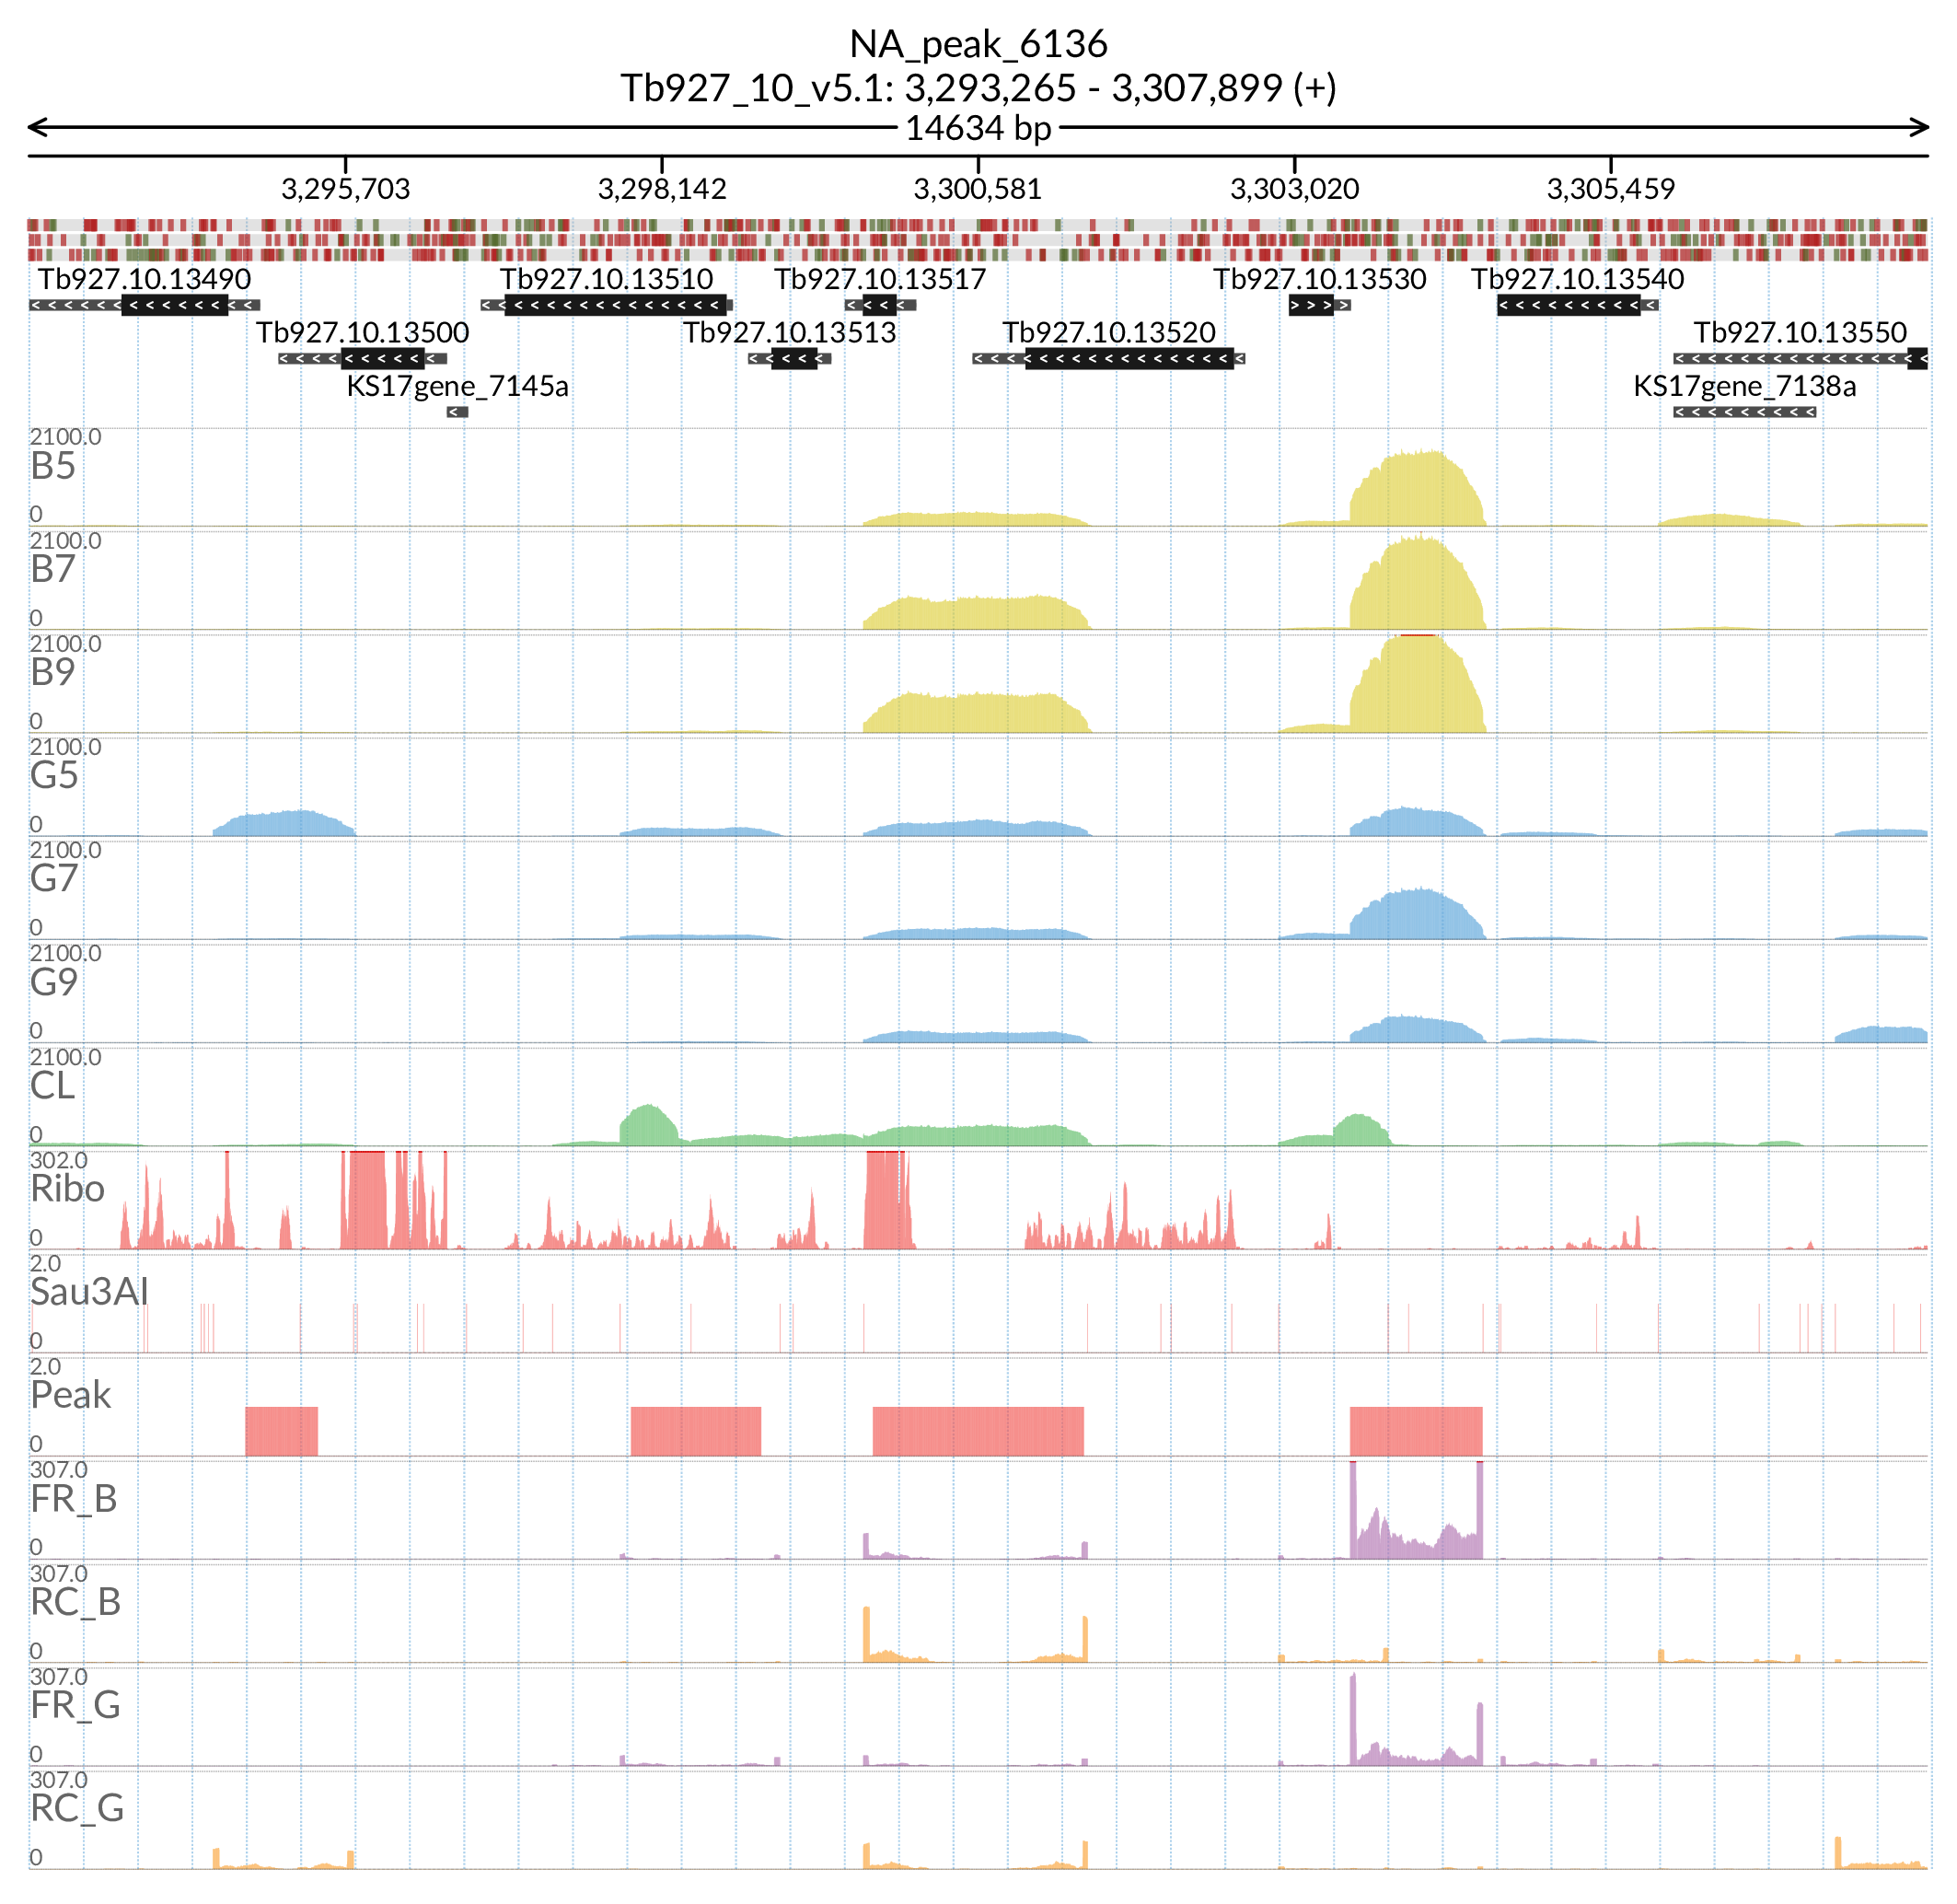 NA_peak_6136
Tb927_10_v5.1: 3,293,265 - 3,307,899 (+)
14634 bp
3,295,703 3,298,142 3,300,581 3,303,020 3,305,459
Tb927.10.13490 Tb927.10.13510 Tb927.10.13517 Tb927.10.13530 Tb927.10.13540
Tb927.10.13500 Tb927.10.13513 Tb927.10.13520 Tb927.10.13550
KS17gene_7145a KS17gene_7138a
2100.0
B5
0
2100.0
B7
0
2100.0
B9
0
2100.0
G5
0
2100.0
G7
0
2100.0
G9
0
2100.0
CL
0
302.0
Ribo
0
2.0
Sau3AI
0
2.0
Peak
0
307.0
FR_B
0
307.0
RC_B
0
307.0
FR_G
0
307.0
RC_G
0